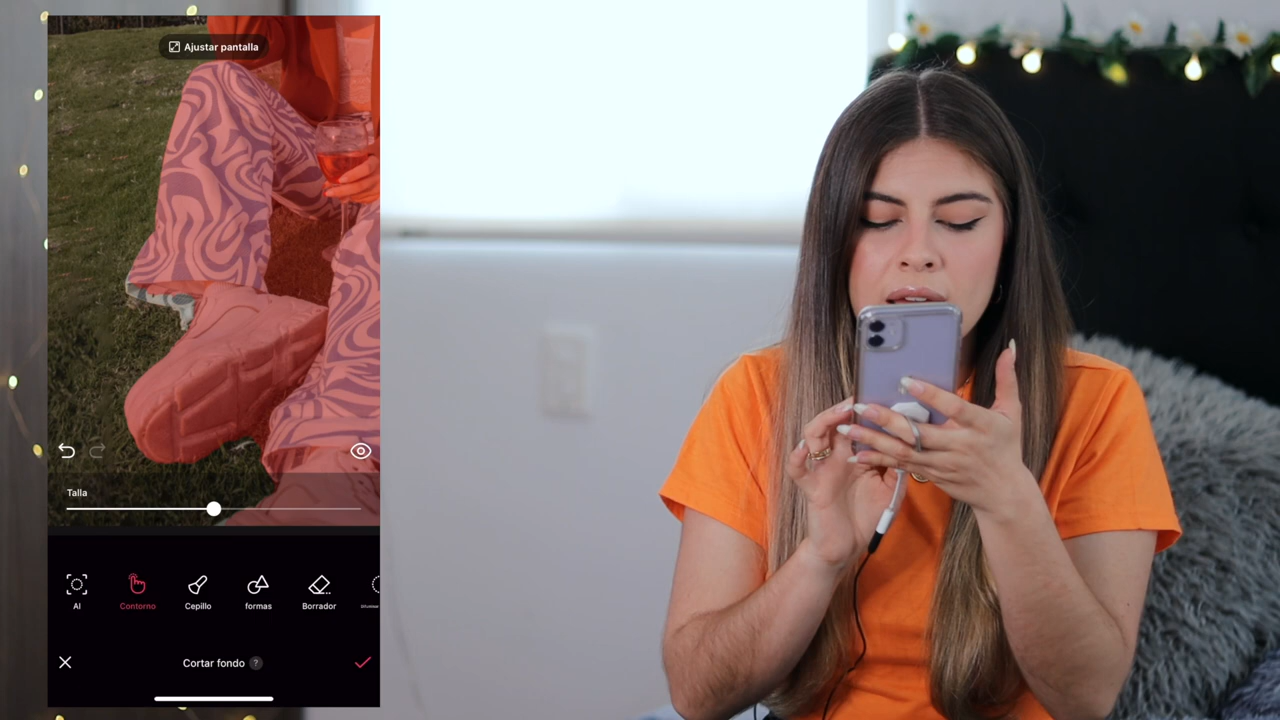 Ajustar pantalla
Talla
AI
Contorno
Cepillo
formas
Borrador
Cortar fondo ?